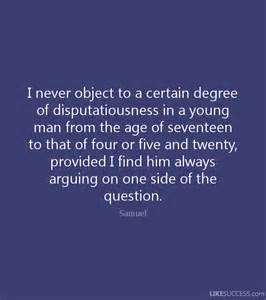 I never object to a certain degree
of disputatiousness in a young
man from the age of seventeen
to that of four or five and twenty,
provided I find him always
arguing on one side of the
question.
Samuel
LIKESUCCESS.COM